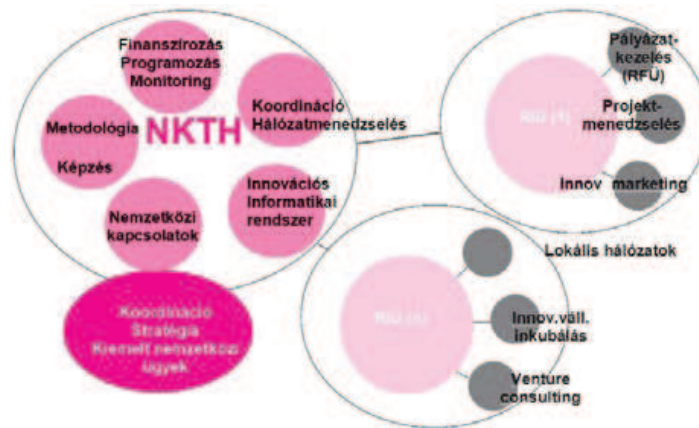 Finanszírozás
Programozás
Monitoring
NKTH
Koordináció
Hálózatmenedzselés
Metodológia
Képzés
Innovációs
Informatikai
rendszer
Nemzetközi
kapcsolatok
Koordináció
Stratégia
Kiemelt nemzetközi
ügyek
Pályázat-
kezelés
(RFÜ)
Projekt-
menedzselés
Innov marketing
Lokális hálózatok
Innov.váll.
inkubálás
Venture
consulting